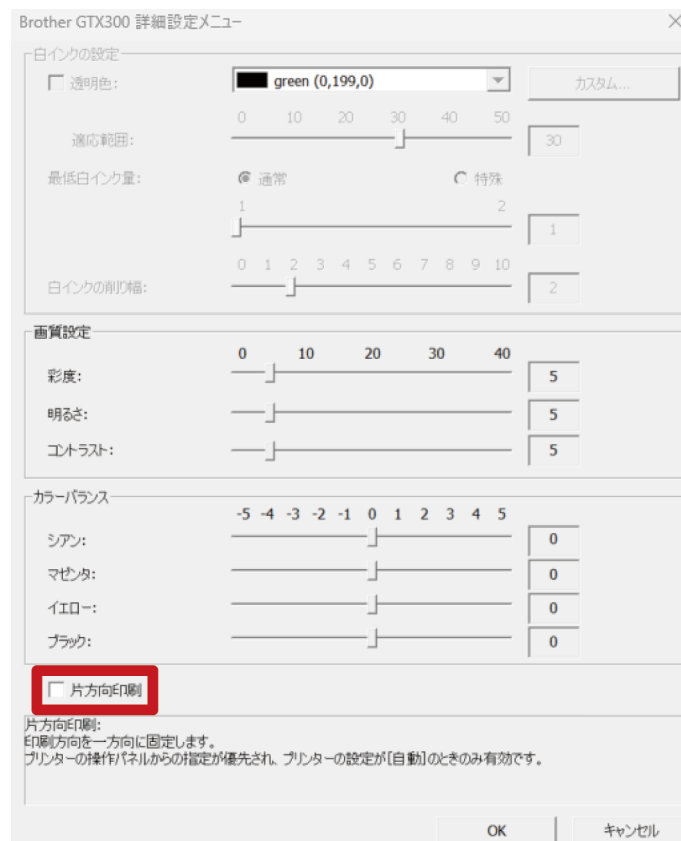 Brother GTX300 詳細設定メニュー
白インクの設定
透明色:
green (0,199,0)
カスタム...
0 10 20 30 40 50
適応範囲:
30
最低白インク量:
通常
特殊
1 2
1
0 1 2 3 4 5 6 7 8 9 10
白インクの削り幅:
2
画質設定
0 10 20 30 40
彩度:
5
明るさ:
5
コントラスト:
5
カラーバランス
-5 -4 -3 -2 -1 0 1 2 3 4 5
シアン:
0
マゼンタ:
0
イエロー:
0
ブラック:
0
片方向印刷
片方向印刷:
印刷方向を一方向に固定します。
プリンターの操作パネルからの指定が優先され、プリンターの設定が[自動]のときのみ有効です。
OK
キャンセル